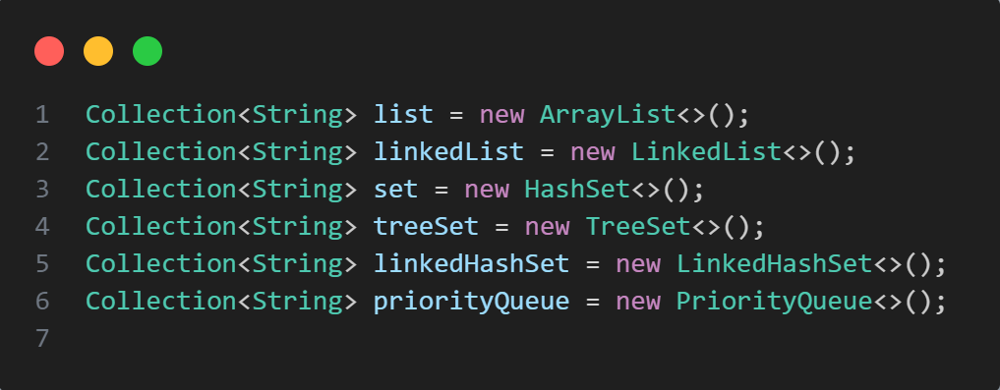 1 Collection<String> list = new ArrayList<>();
2 Collection<String> linkedList = new LinkedList<>();
3 Collection<String> set = new HashSet<>();
4 Collection<String> treeSet = new TreeSet<>();
5 Collection<String> linkedHashSet = new LinkedHashSet<>();
6 Collection<String> priorityQueue = new PriorityQueue<>();
7